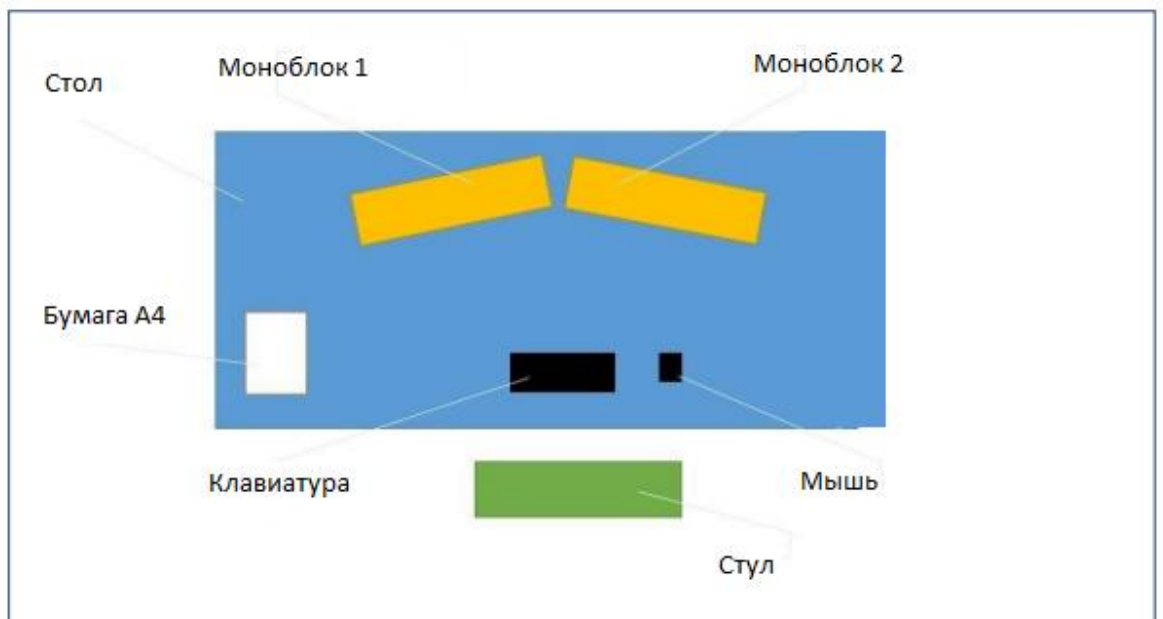 Моноблок 1
Моноблок 2
Стол
Бумага А4
Клавиатура
Мышь
Стул